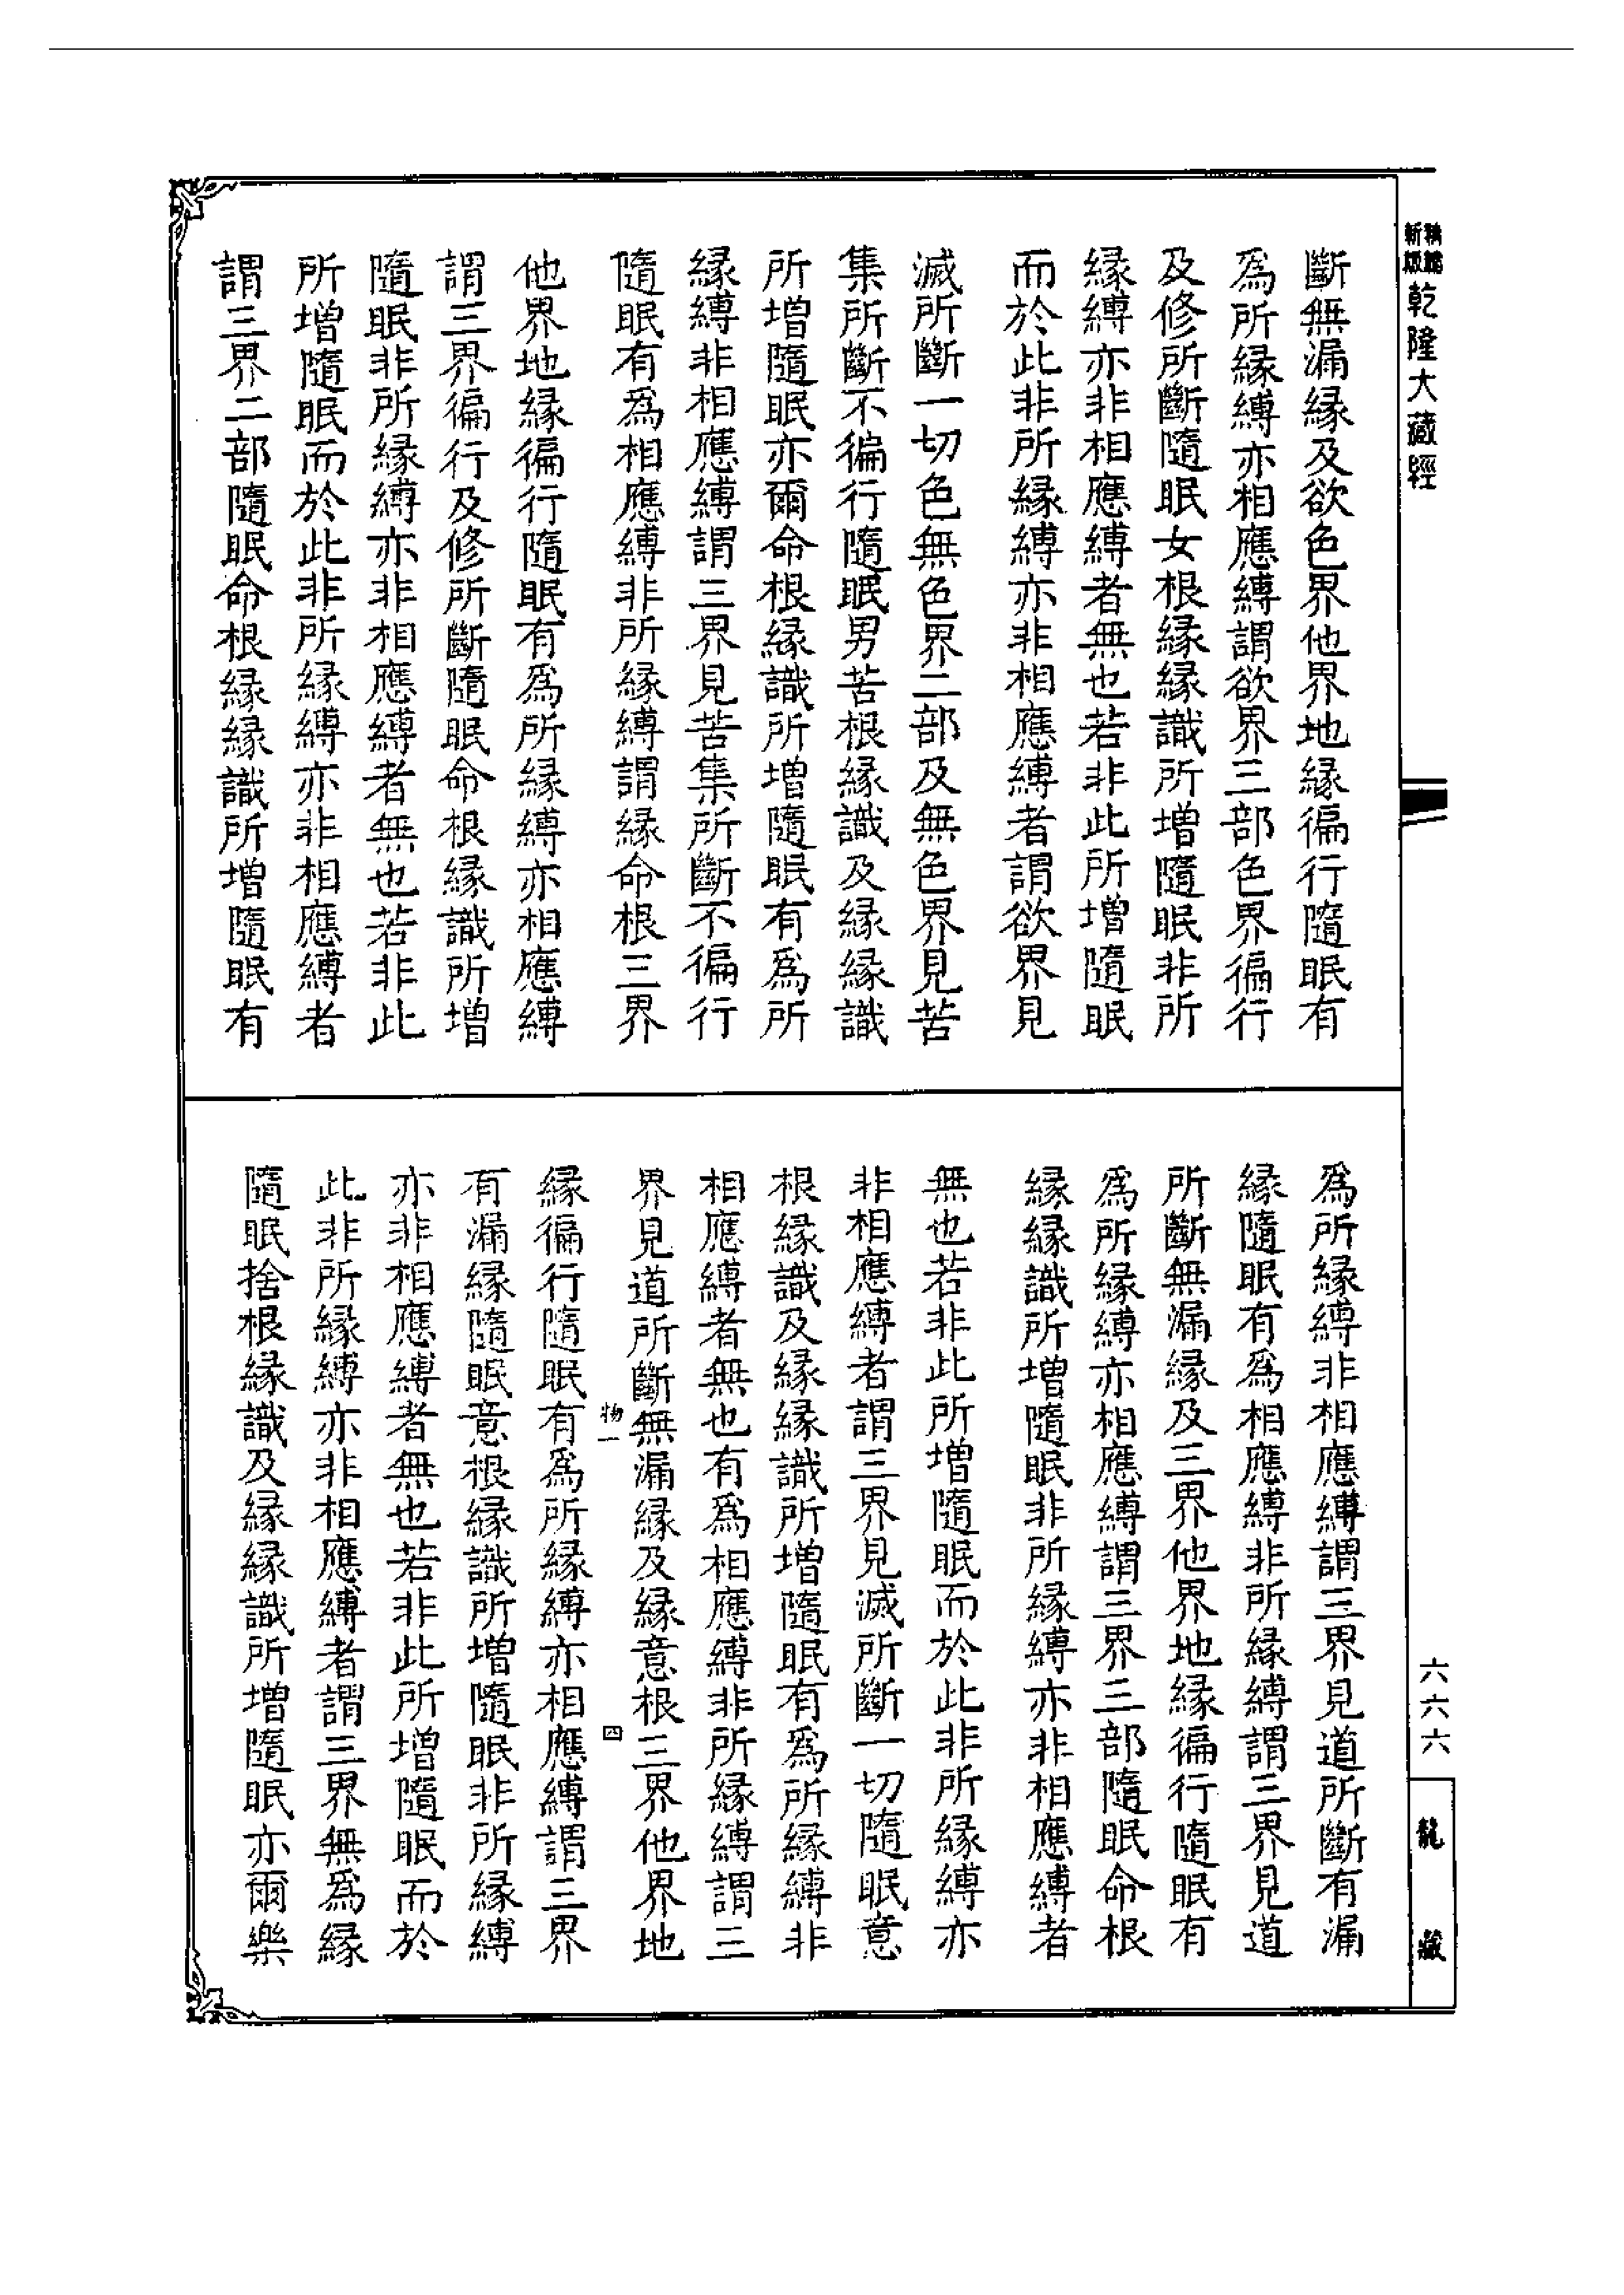 精鐫新版乾隆大藏經
斷無漏緣及欲色界他界地緣徧行隨眠有
爲所緣縛亦相應縛謂欲界三部色界徧行
及修所斷隨眠女根緣緣識所增隨眠非所
緣縛亦非相應縛者無也若非此所增隨眠
而於此非所緣縛亦非相應縛者謂欲界見
滅所斷一切色無色界二部及無色界見苦
集所斷不徧行隨眠男苦根緣識及緣緣識
所增隨眠亦爾命根緣識所增隨眠有爲所
緣縛非相應縛謂三界見苦集所斷不徧行
隨眠有爲相應縛非所緣縛謂緣命根三界
他界地緣徧行隨眠有爲所緣縛亦相應縛
謂三界徧行及修所斷隨眠命根緣識所增
隨眠非所緣縛亦非相應縛者無也若非此
所增隨眠而於此非所緣縛亦非相應縛者
謂三界二部隨眠命根緣緣識所增隨眠有
爲所緣縛非相應縛謂三界見道所斷有漏
緣隨眠有爲相應縛非所緣縛謂三界見道
所斷無漏緣及三界他界地緣徧行隨眠有
爲所緣縛亦相應縛謂三界三部隨眠命根
緣緣識所增隨眠非所緣縛亦非相應縛者
無也若非此所增隨眠而於此非所緣縛亦
非相應縛者謂三界見滅所斷一切隨眠意
根緣識及緣緣識所增隨眠有爲所緣縛非
相應縛者無也有爲相應縛非所緣縛謂三
界見道所斷無漏緣及緣意根三界他界地
物一 四
緣徧行隨眠有爲所緣縛亦相應縛謂三界
有漏緣隨眠意根緣識所增隨眠非所緣縛
亦非相應縛者無也若非此所增隨眠而於
此非所緣縛亦非相應縛者謂三界無爲緣
隨眠捨根緣識及緣緣識所增隨眠亦爾樂
六六六
龍藏